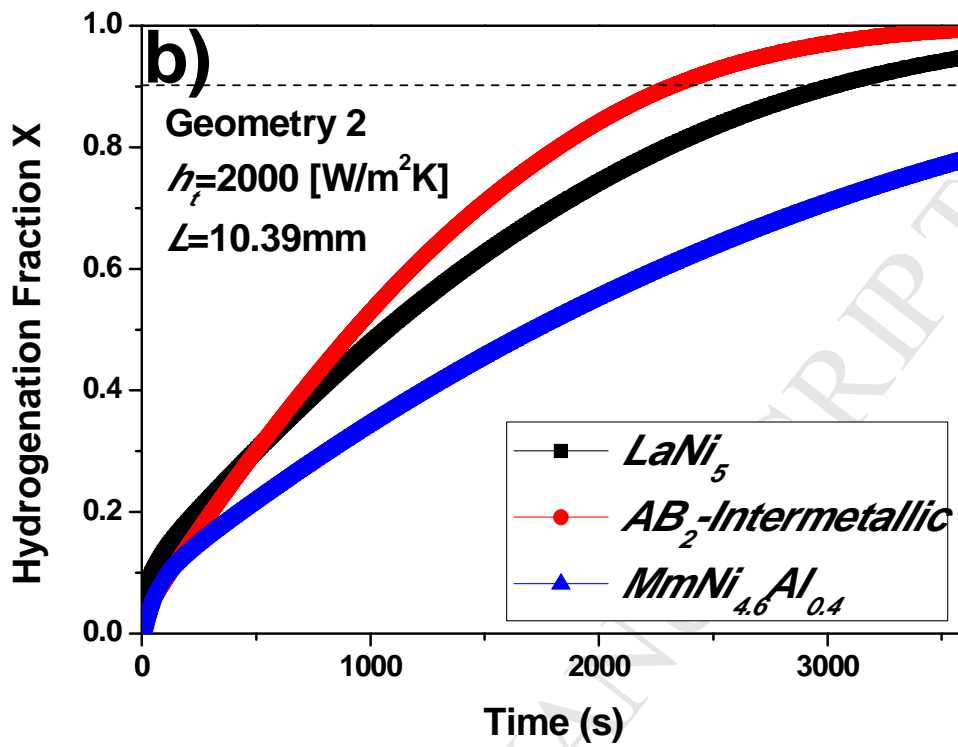 b)
Geometry 2
hₜ=2000 [W/m²K]
L=10.39mm
Hydrogenation Fraction X
1.0
0.8
0.6
0.4
0.2
0.0
LaNi₅
AB₂-Intermetallic
MmNi₄.₆Al₀.₄
0
1000
2000
3000
Time (s)